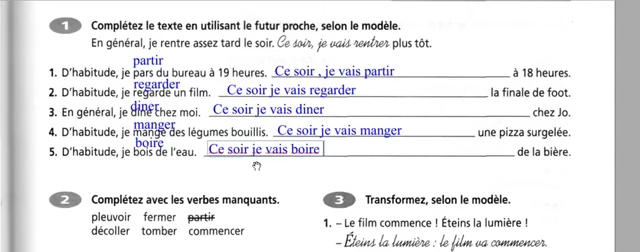 1 Complétez le texte en utilisant le futur proche, selon le modèle.
En général, je rentre assez tard le soir. Ce soir, je vais rentrer plus tôt.
partir
1. D'habitude, je pars du bureau à 19 heures. Ce soir , je vais partir à 18 heures.
regarder
2. D'habitude, je regarde un film. Ce soir je vais regarder la finale de foot.
diner
3. En général, je dîne chez moi. Ce soir je vais diner chez Jo.
manger
4. D'habitude, je mange des légumes bouillis. Ce soir je vais manger une pizza surgelée.
boire
5. D'habitude, je bois de l'eau. Ce soir je vais boire de la bière.
2 Complétez avec les verbes manquants.
pleuvoir fermer partir
décoller tomber commencer
3 Transformez, selon le modèle.
1. – Le film commence ! Éteins la lumière !
– Éteins la lumière : le film va commencer.